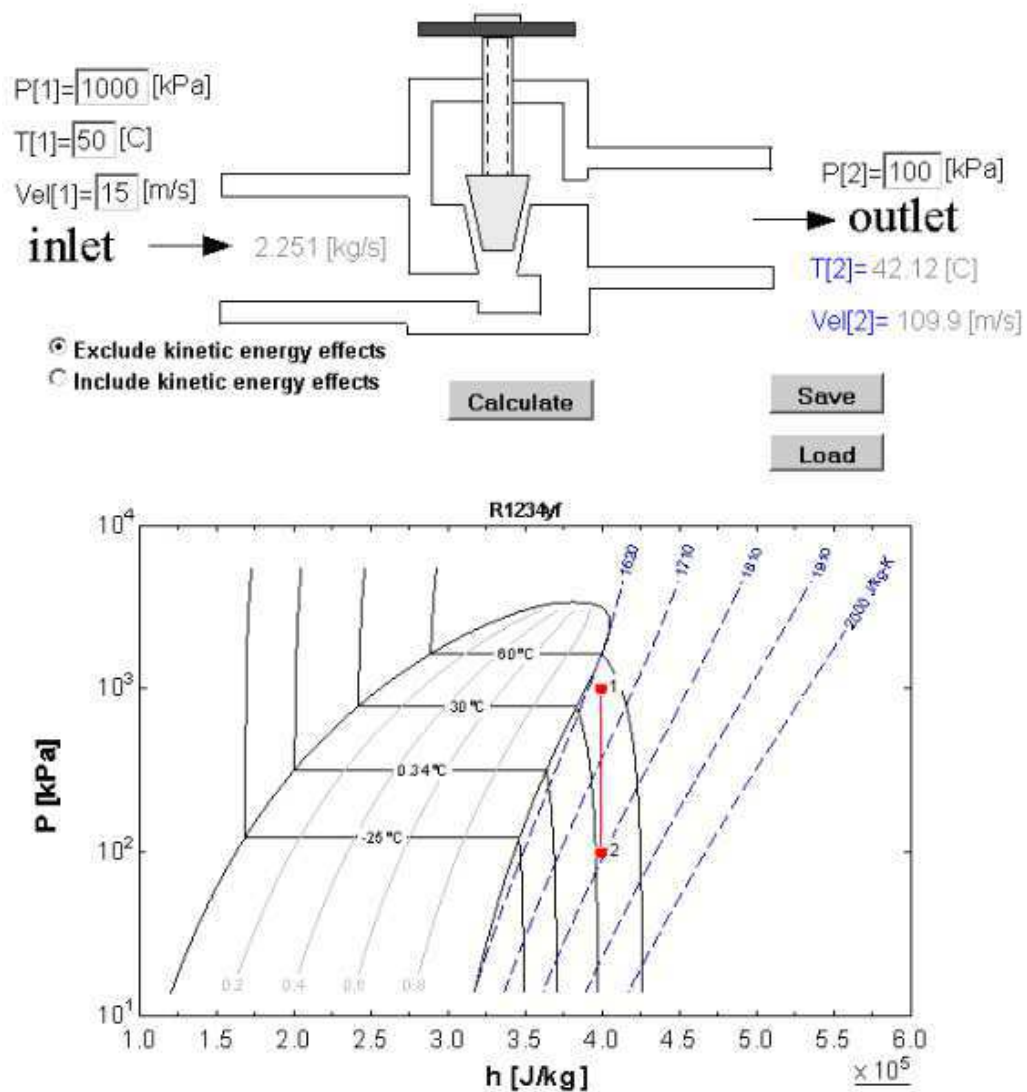 P[1]= 1000 [kPa]
T[1]= 50 [C]
Vel[1]= 15 [m/s]
inlet
2.251 [kg/s]
P[2]= 100 [kPa]
outlet
T[2]= 42.12 [C]
Vel[2]= 109.9 [m/s]
Exclude kinetic energy effects
Include kinetic energy effects
Calculate
Save
Load
R1234yf
10^4
10^3
10^2
10^1
P [kPa]
1620
1710
1810
1910
2000 J/kg-K
60°C
30°C
0.34°C
-25°C
1
2
0.2
0.4
0.6
0.8
1.0
1.5
2.0
2.5
3.0
3.5
4.0
4.5
5.0
5.5
6.0
x 10^5
h [J/kg]